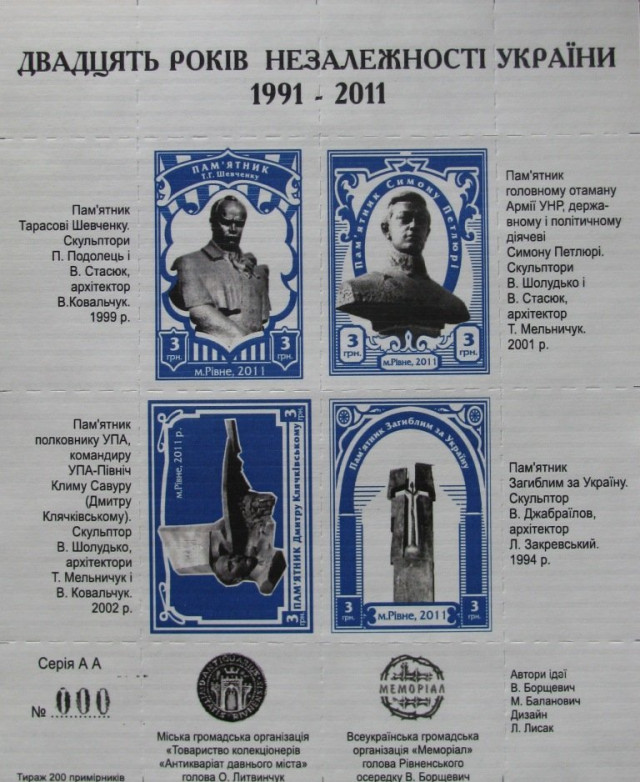 ДВАДЦЯТЬ РОКІВ НЕЗАЛЕЖНОСТІ УКРАЇНИ
1991 - 2011
Пам'ятник
Тарасові Шевченку.
Скульптори
П. Подолець і
В. Стасюк,
архітектор
В.Ковальчук.
1999 р.
ПАМ'ЯТНИК
Т.Г. Шевченку
3 грн.
3 грн.
м.Рівне, 2011
Пам'ятник Симону Петлюрі
3 грн.
3 грн.
м.Рівне, 2011
Пам'ятник
головному отаману
Армії УНР, держа-
вному і політичному
діячеві
Симону Петлюрі.
Скульптори
В. Шолудько і
В. Стасюк,
архітектор
Т. Мельничук.
2001 р.
Пам'ятник
полковнику УПА,
командиру
УПА-Північ
Климу Савуру
(Дмитру
Клячківському).
Скульптор
В. Шолудько,
архітектори
Т. Мельничук і
В. Ковальчук.
2002 р.
м.Рівне, 2011 р.
3 грн.
ПАМ'ЯТНИК Дмитру Клячківському
3 грн.
Пам'ятник Загиблим за Україну
3 грн.
3 грн.
м.Рівне, 2011
Пам'ятник
Загиблим за Україну.
Скульптор
В. Джабраїлов,
архітектор
Л. Закревський.
1994 р.
Серія А А
№ 000
Тираж 200 примірників
Міська громадська організація
«Товариство колекціонерів
«Антикваріат давнього міста»
голова О. Литвинчук
МЕМОРІАЛ
Всеукраїнська громадська
організація «Меморіал»
голова Рівненського
осередку В. Борщевич
Автори ідаї
В. Борщевич
М. Баланович
Дизайн
Л. Лисак